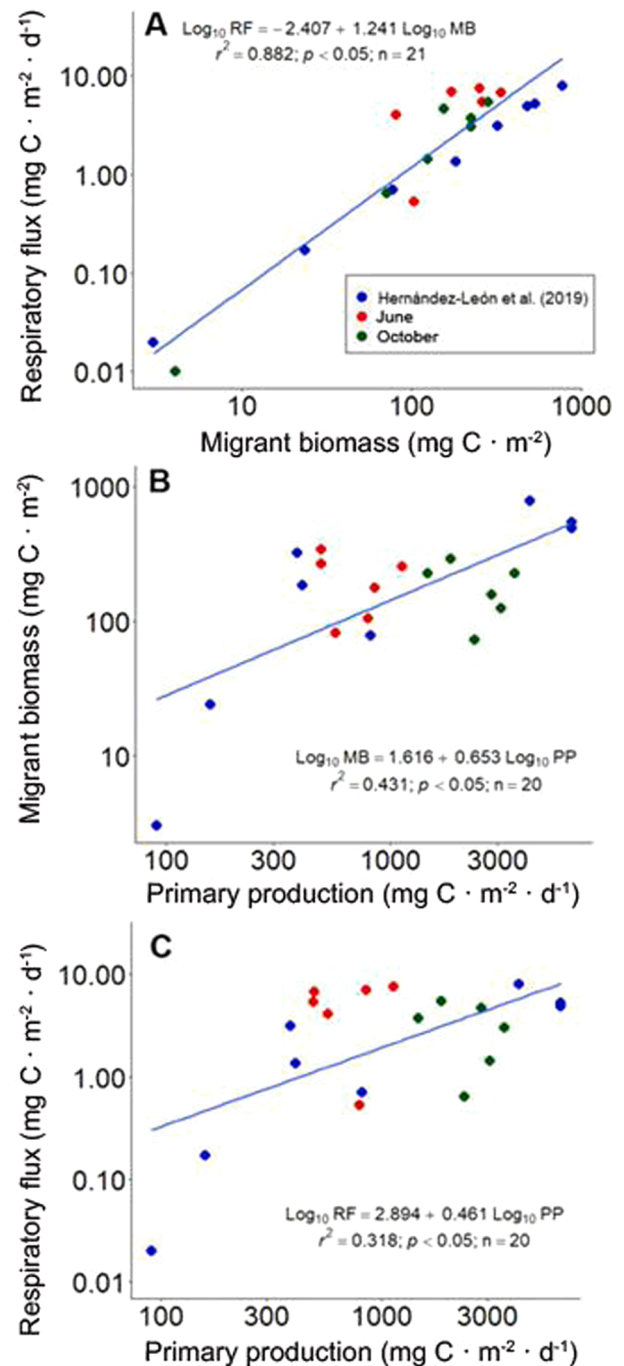 A
Log₁₀ RF = − 2.407 + 1.241 Log₁₀ MB
r² = 0.882; p < 0.05; n = 21
Respiratory flux (mg C · m⁻² · d⁻¹)
10.00
1.00
0.10
0.01
Hernández-León et al. (2019)
June
October
10 100 1000
Migrant biomass (mg C · m⁻²)
B
Migrant biomass (mg C · m⁻²)
1000
100
10
Log₁₀ MB = 1.616 + 0.653 Log₁₀ PP
r² = 0.431; p < 0.05; n = 20
100 300 1000 3000
Primary production (mg C · m⁻² · d⁻¹)
C
Respiratory flux (mg C · m⁻² · d⁻¹)
10.00
1.00
0.10
0.01
Log₁₀ RF = 2.894 + 0.461 Log₁₀ PP
r² = 0.318; p < 0.05; n = 20
100 300 1000 3000
Primary production (mg C · m⁻² · d⁻¹)